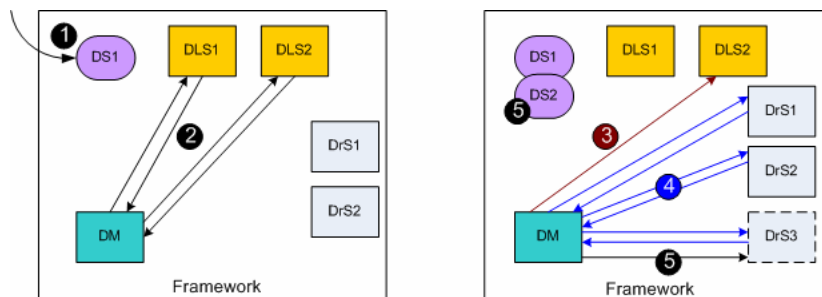 1
DS1
DLS1
DLS2
2
DrS1
DrS2
DM
Framework
DS1
DS2
5
DLS1
DLS2
3
DrS1
4
DrS2
DM
DrS3
5
Framework